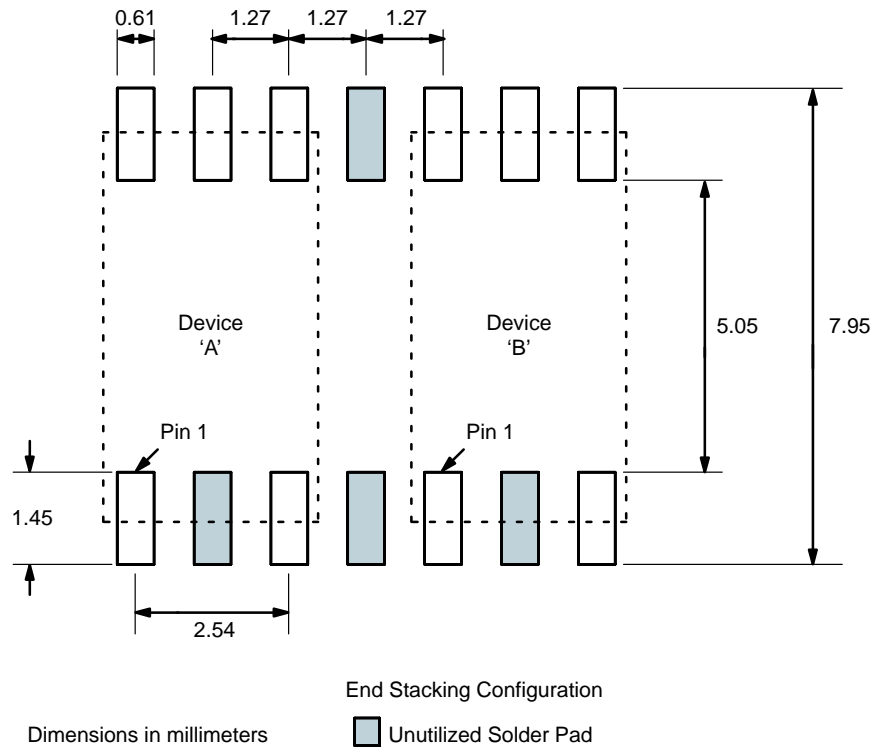 0.61
1.27
1.27
1.27
Device
‘A’
Device
‘B’
5.05
7.95
Pin 1
Pin 1
1.45
2.54
End Stacking Configuration
Dimensions in millimeters
Unutilized Solder Pad